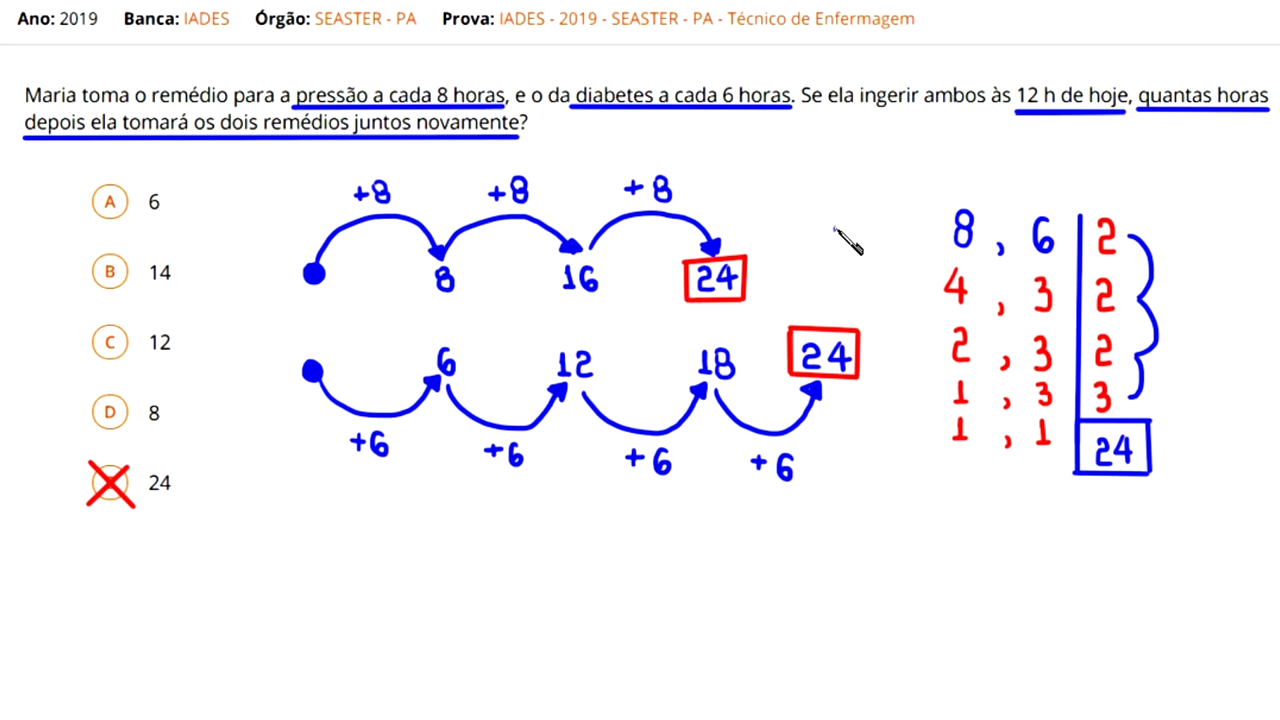 Ano: 2019 Banca: IADES Órgão: SEASTER - PA Prova: IADES - 2019 - SEASTER - PA - Técnico de Enfermagem
Maria toma o remédio para a pressão a cada 8 horas, e o da diabetes a cada 6 horas. Se ela ingerir ambos às 12 h de hoje, quantas horas
depois ela tomará os dois remédios juntos novamente?
A 6
B 14
C 12
D 8
24
+8 +8 +8
8 16 24
6 12 18 24
+6 +6 +6 +6
8 , 6 | 2
4 , 3 | 2
2 , 3 | 2
1 , 3 | 3
1 , 1 | 24